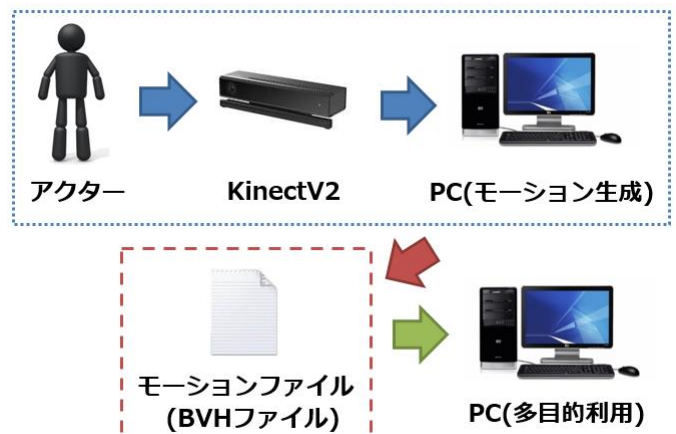 アクター
KinectV2
PC(モーション生成)
モーションファイル
(BVHファイル)
PC(多目的利用)